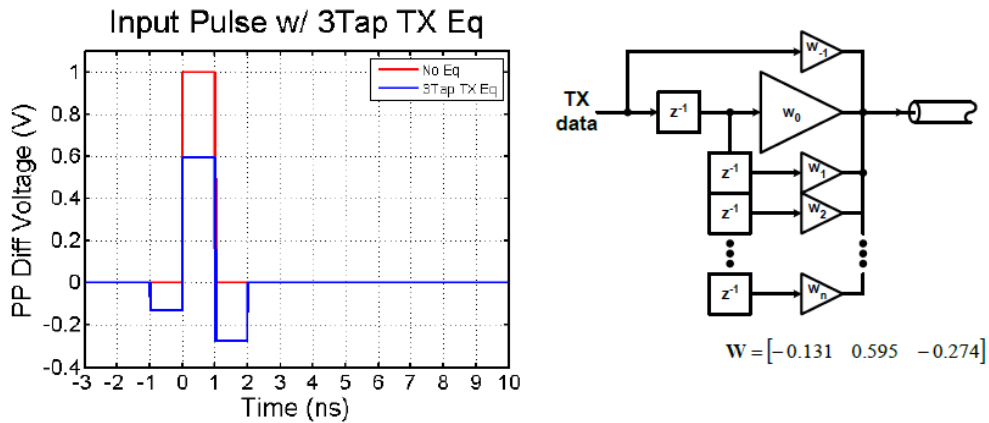 Input Pulse w/ 3Tap TX Eq
PP Diff Voltage (V)
1
0.8
0.6
0.4
0.2
0
-0.2
-0.4
No Eq
3Tap TX Eq
-3 -2 -1 0 1 2 3 4 5 6 7 8 9 10
Time (ns)
TX
data
z⁻¹
w₋₁
w₀
z⁻¹
w₁
z⁻¹
w₂
z⁻¹
wₙ
W = [-0.131 0.595 -0.274]